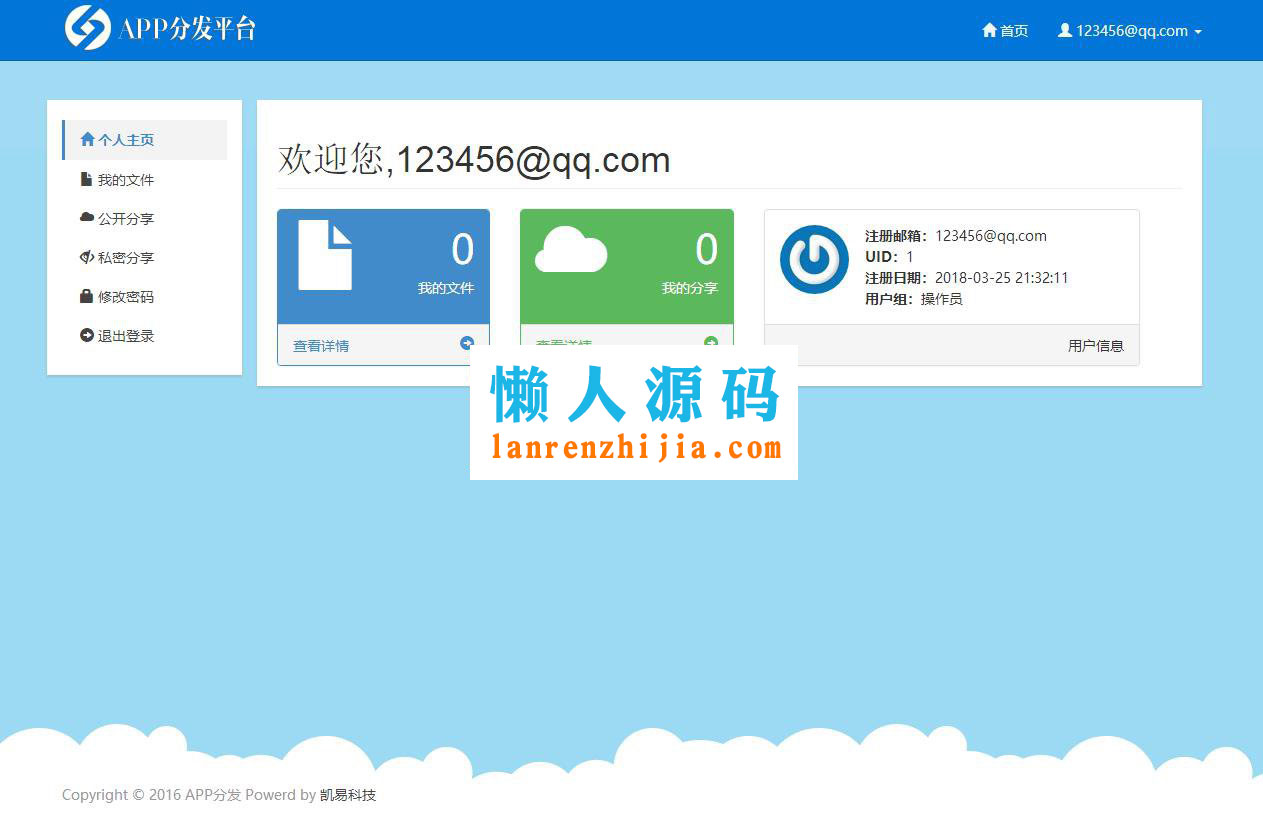 APP分发平台
首页
123456@qq.com
个人主页
我的文件
公开分享
私密分享
修改密码
退出登录
欢迎您,123456@qq.com
0
我的文件
查看详情
0
我的分享
查看详情
注册邮箱：123456@qq.com
UID：1
注册日期：2018-03-25 21:32:11
用户组：操作员
用户信息
懒人源码
lanrenzhijia.com
Copyright © 2016 APP分发 Powerd by 凯易科技